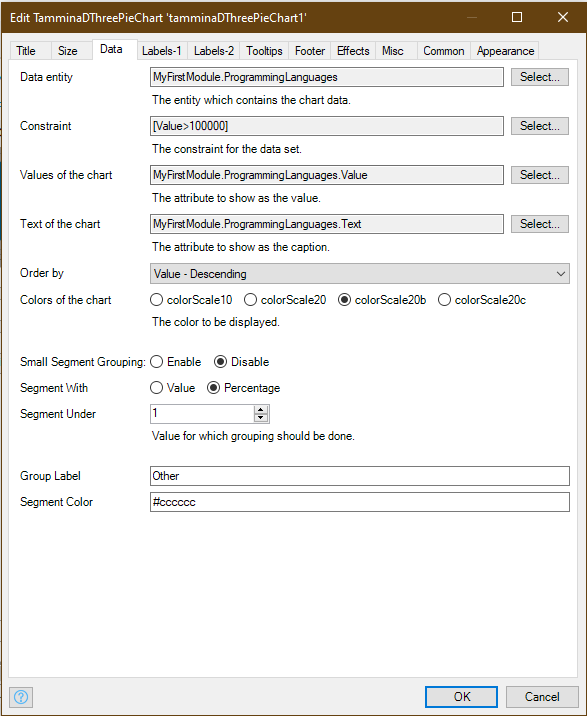 Edit TamminaDThreePieChart 'tamminaDThreePieChart1'
Title Size Data Labels-1 Labels-2 Tooltips Footer Effects Misc Common Appearance
Data entity MyFirstModule.ProgrammingLanguages Select...
The entity which contains the chart data.
Constraint [Value>100000] Select...
The constraint for the data set.
Values of the chart MyFirstModule.ProgrammingLanguages.Value Select...
The attribute to show as the value.
Text of the chart MyFirstModule.ProgrammingLanguages.Text Select...
The attribute to show as the caption.
Order by Value - Descending
Colors of the chart colorScale10 colorScale20 colorScale20b colorScale20c
The color to be displayed.
Small Segment Grouping: Enable Disable
Segment With Value Percentage
Segment Under 1
Value for which grouping should be done.
Group Label Other
Segment Color #cccccc
? OK Cancel